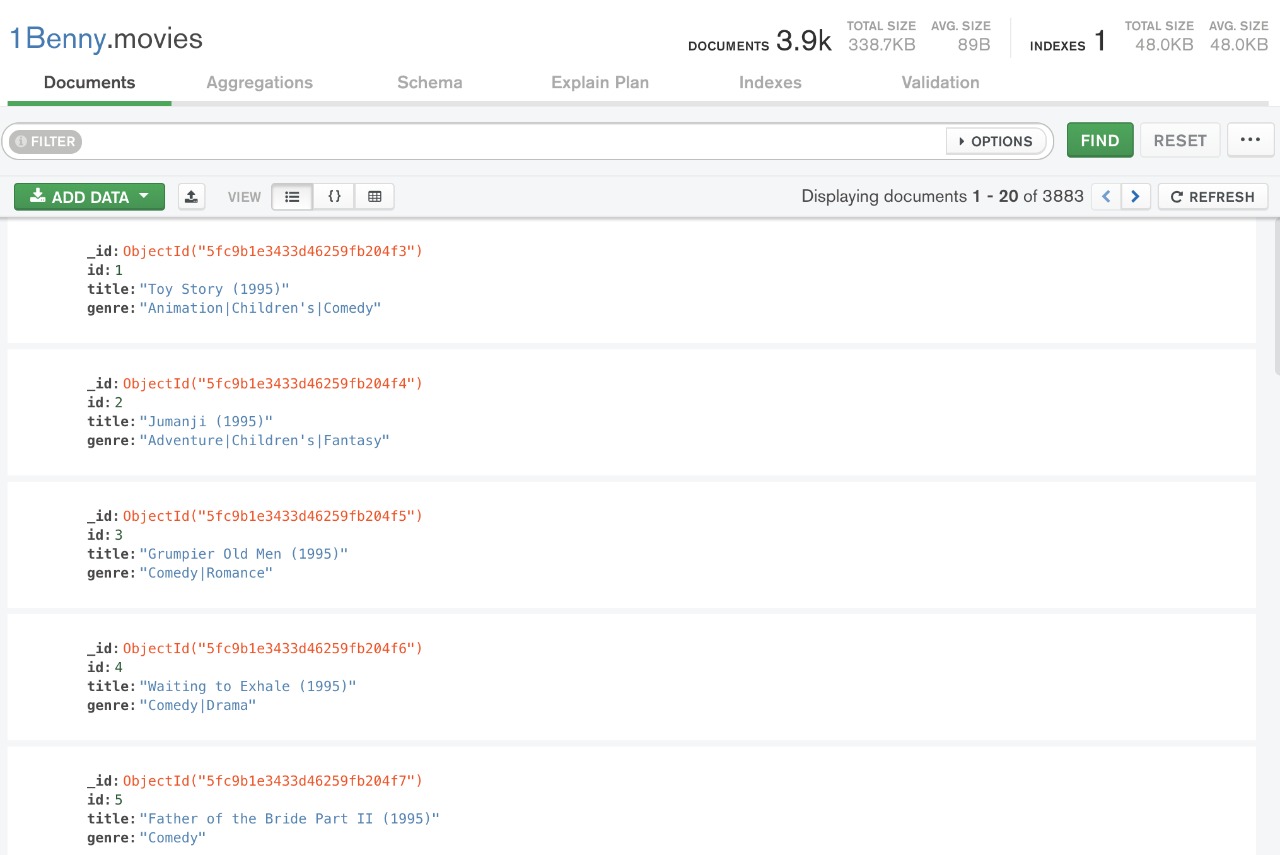 1Benny.movies
DOCUMENTS 3.9k TOTAL SIZE 338.7KB AVG. SIZE 89B INDEXES 1 TOTAL SIZE 48.0KB AVG. SIZE 48.0KB
Documents Aggregations Schema Explain Plan Indexes Validation
FILTER OPTIONS FIND RESET ...
ADD DATA VIEW {} Displaying documents 1 - 20 of 3883 < > REFRESH
_id: ObjectId("5fc9b1e3433d46259fb204f3")
id: 1
title: "Toy Story (1995)"
genre: "Animation|Children's|Comedy"
_id: ObjectId("5fc9b1e3433d46259fb204f4")
id: 2
title: "Jumanji (1995)"
genre: "Adventure|Children's|Fantasy"
_id: ObjectId("5fc9b1e3433d46259fb204f5")
id: 3
title: "Grumpier Old Men (1995)"
genre: "Comedy|Romance"
_id: ObjectId("5fc9b1e3433d46259fb204f6")
id: 4
title: "Waiting to Exhale (1995)"
genre: "Comedy|Drama"
_id: ObjectId("5fc9b1e3433d46259fb204f7")
id: 5
title: "Father of the Bride Part II (1995)"
genre: "Comedy"